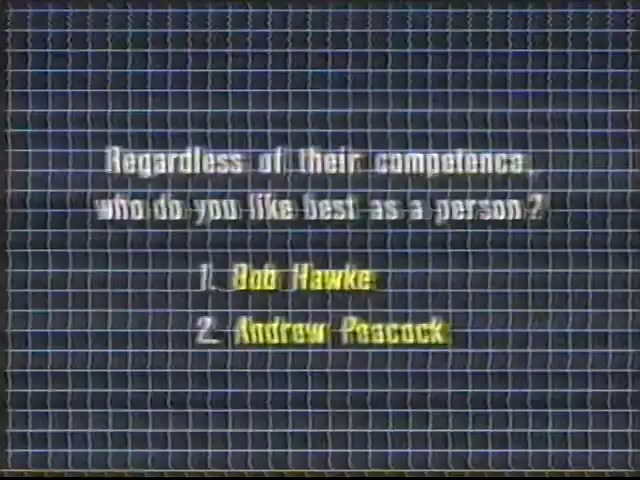 Regardless of their competence,
who do you like best as a person?
1. Bob Hawke
2. Andrew Peacock